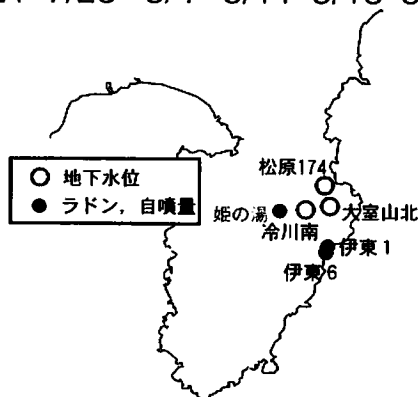 松原174
○ 地下水位
● ラドン，自噴量
姫の湯
大室山北
冷川南
伊東1
伊東6